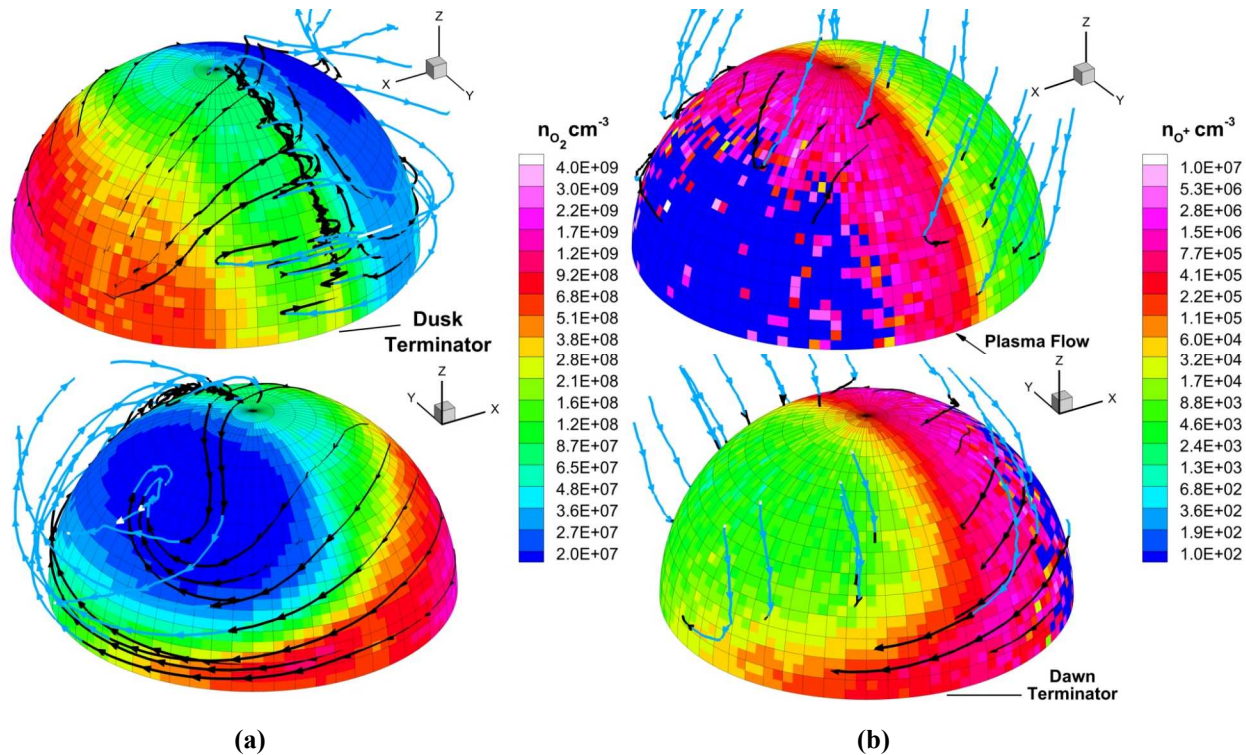 Z
X
Y
Dusk
Terminator
n_O2 cm^-3
4.0E+09
3.0E+09
2.2E+09
1.2E+09
9.2E+08
6.8E+08
5.1E+08
3.8E+08
2.8E+08
2.1E+08
1.6E+08
1.2E+08
8.7E+07
6.5E+07
4.8E+07
3.6E+07
2.7E+07
2.0E+07
Z
Y
X
(a)
Z
X
Y
Plasma Flow
n_O+ cm^-3
1.0E+07
5.3E+06
2.8E+06
1.5E+06
7.7E+05
4.1E+05
2.2E+05
1.2E+05
6.0E+04
3.2E+04
1.7E+04
8.8E+03
4.6E+03
2.4E+03
1.3E+03
6.8E+02
3.6E+02
1.9E+02
1.0E+02
Z
Y
X
Dawn
Terminator
(b)